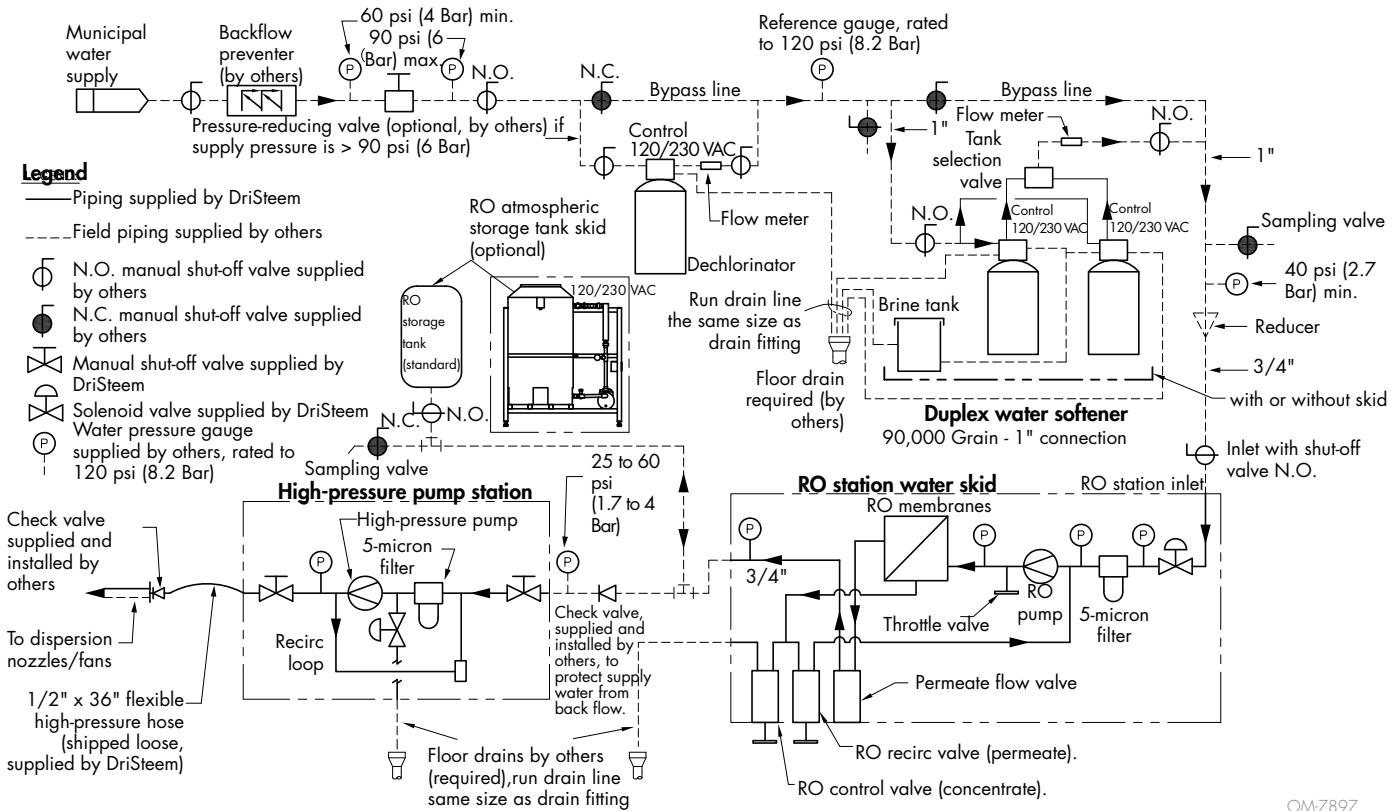 Municipal
water
supply
Backflow
preventer
(by others)
60 psi (4 Bar) min.
90 psi (6
Bar) max.
P
P
N.O.
Pressure-reducing valve (optional, by others) if
supply pressure is > 90 psi (6 Bar)
N.C.
Bypass line
Control
120/230 VAC
Flow meter
Dechlorinator
Reference gauge, rated
to 120 psi (8.2 Bar)
P
1"
Bypass line
Flow meter
Tank
selection
valve
N.O.
1"
N.O.
Control
120/230 VAC
Control
120/230 VAC
Sampling valve
P
40 psi (2.7
Bar) min.
Reducer
3/4"
with or without skid
Inlet with shut-off
valve N.O.
Run drain line
the same size as
drain fitting
Brine tank
Floor drain
required (by
others)
Duplex water softener
90,000 Grain - 1" connection
Legend
Piping supplied by DriSteem
Field piping supplied by others
N.O. manual shut-off valve supplied
by others
N.C. manual shut-off valve supplied
by others
Manual shut-off valve supplied by
DriSteem
Solenoid valve supplied by DriSteem
P
Water pressure gauge
supplied by others, rated to
120 psi (8.2 Bar)
RO atmospheric
storage tank skid
(optional)
120/230 VAC
RO
storage
tank
(standard)
N.O.
N.C.
Sampling valve
High-pressure pump station
High-pressure pump
5-micron
filter
P
Recirc
loop
Check valve
supplied and
installed by
others
To dispersion
nozzles/fans
1/2" x 36" flexible
high-pressure hose
(shipped loose,
supplied by DriSteem)
25 to 60
psi
(1.7 to 4
Bar)
P
Check valve,
supplied and
installed by
others, to
protect supply
water from
back flow.
Floor drains by others
(required),run drain line
same size as drain fitting
RO station water skid
RO station inlet
RO membranes
P
3/4"
P
P
P
RO
pump
Throttle valve
5-micron
filter
Permeate flow valve
RO recirc valve (permeate).
RO control valve (concentrate).
OM-7897